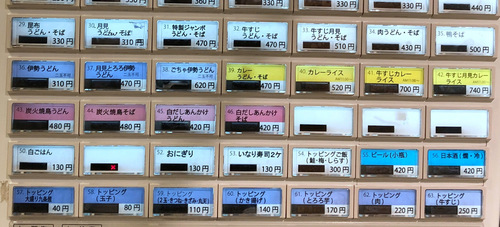 29. 昆布
うどん・そば
330 円
30. 月見
うどん・そば
330 円
31. 特製ジャンボ
うどん・そば
470 円
32. 牛すじ
うどん・そば
470 円
33. 牛すじ月見
うどん・そば
510 円
34. 肉うどん・そば
430 円
35.
500 円
36. 伊勢うどん
310 円
37. 月見とろろ伊勢うどん
470 円
38. ごちゃ伊勢うどん
620 円
39. カレー
うどん・そば
470 円
40. カレーライス
520 円
41. 牛すじカレー
ライス
700 円
42. 牛すじ月見カレー
ライス
740 円
43. 炭火焼鳥うどん
480 円
44. 炭火焼鳥そば
480 円
45. 白だしあんかけ
うどん
420 円
46. 白だしあんかけ
そば
420 円
50. 白ごはん
130 円
52. おにぎり
130 円
53. いなり寿司2ケ
130 円
54. トッピングご飯
(鮭・梅・しらす)
300 円
55. ビール(小瓶)
420 円
56. 日本酒(燗・冷)
420 円
57. トッピング
40 円
58. トッピング
(玉子)
80 円
59. トッピング
110 円
60. トッピング
(かき揚げ)
140 円
61. トッピング
(とろろ芋)
170 円
62. トッピング
(肉)
220 円
63. トッピング
(牛すじ)
250 円